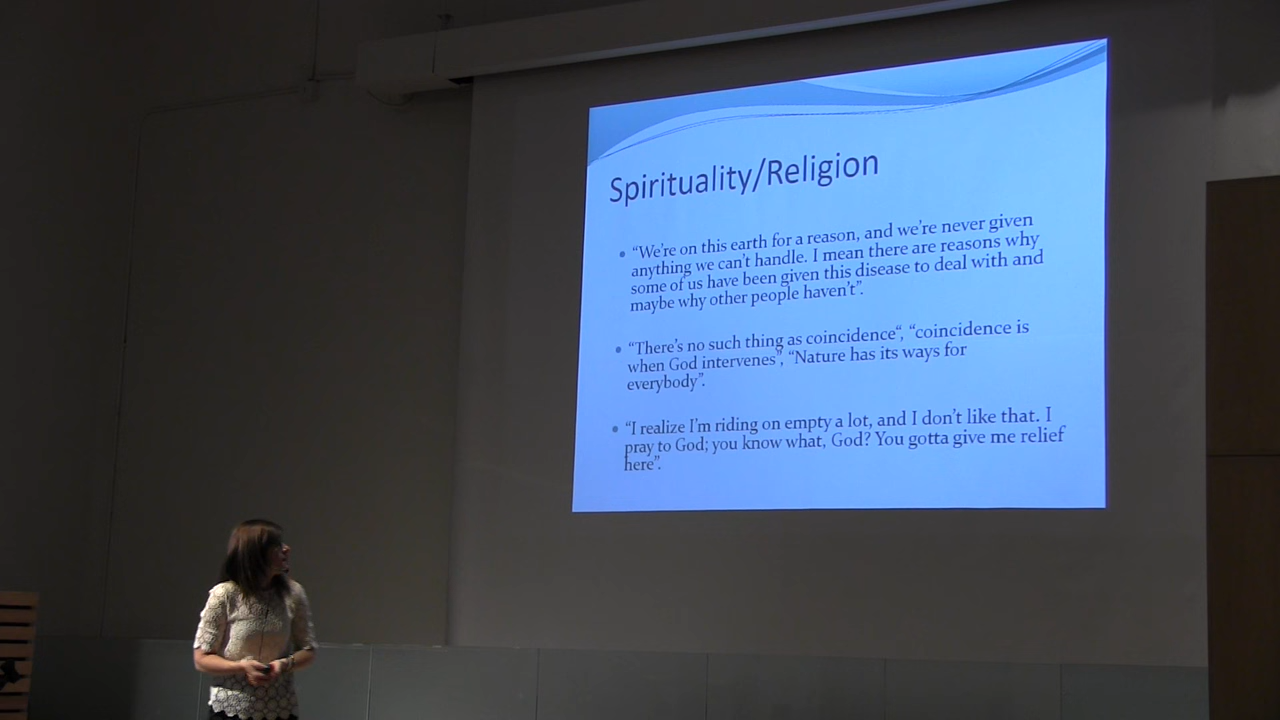 Spirituality/Religion
• “We’re on this earth for a reason, and we’re never given
anything we can’t handle. I mean there are reasons why
some of us have been given this disease to deal with and
maybe why other people haven’t”.
• “There’s no such thing as coincidence“, “coincidence is
when God intervenes”, “Nature has its ways for
everybody”.
• “I realize I’m riding on empty a lot, and I don’t like that. I
pray to God; you know what, God? You gotta give me relief
here”.